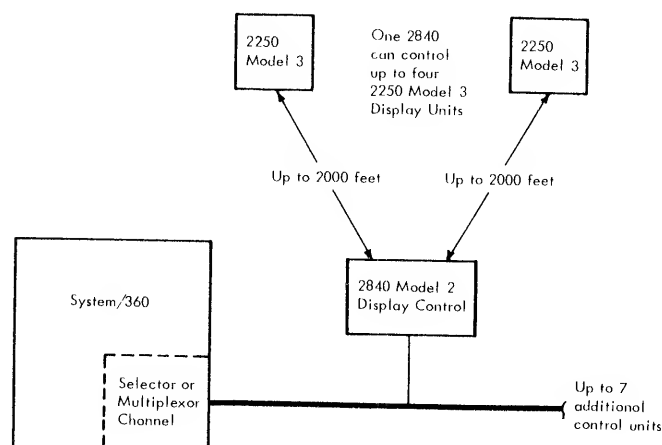 2250
Model 3
One 2840
can control
up to four
2250 Model 3
Display Units
2250
Model 3
Up to 2000 feet
Up to 2000 feet
2840 Model 2
Display Control
System/360
Selector or
Multiplexor
Channel
Up to 7
additional
control units